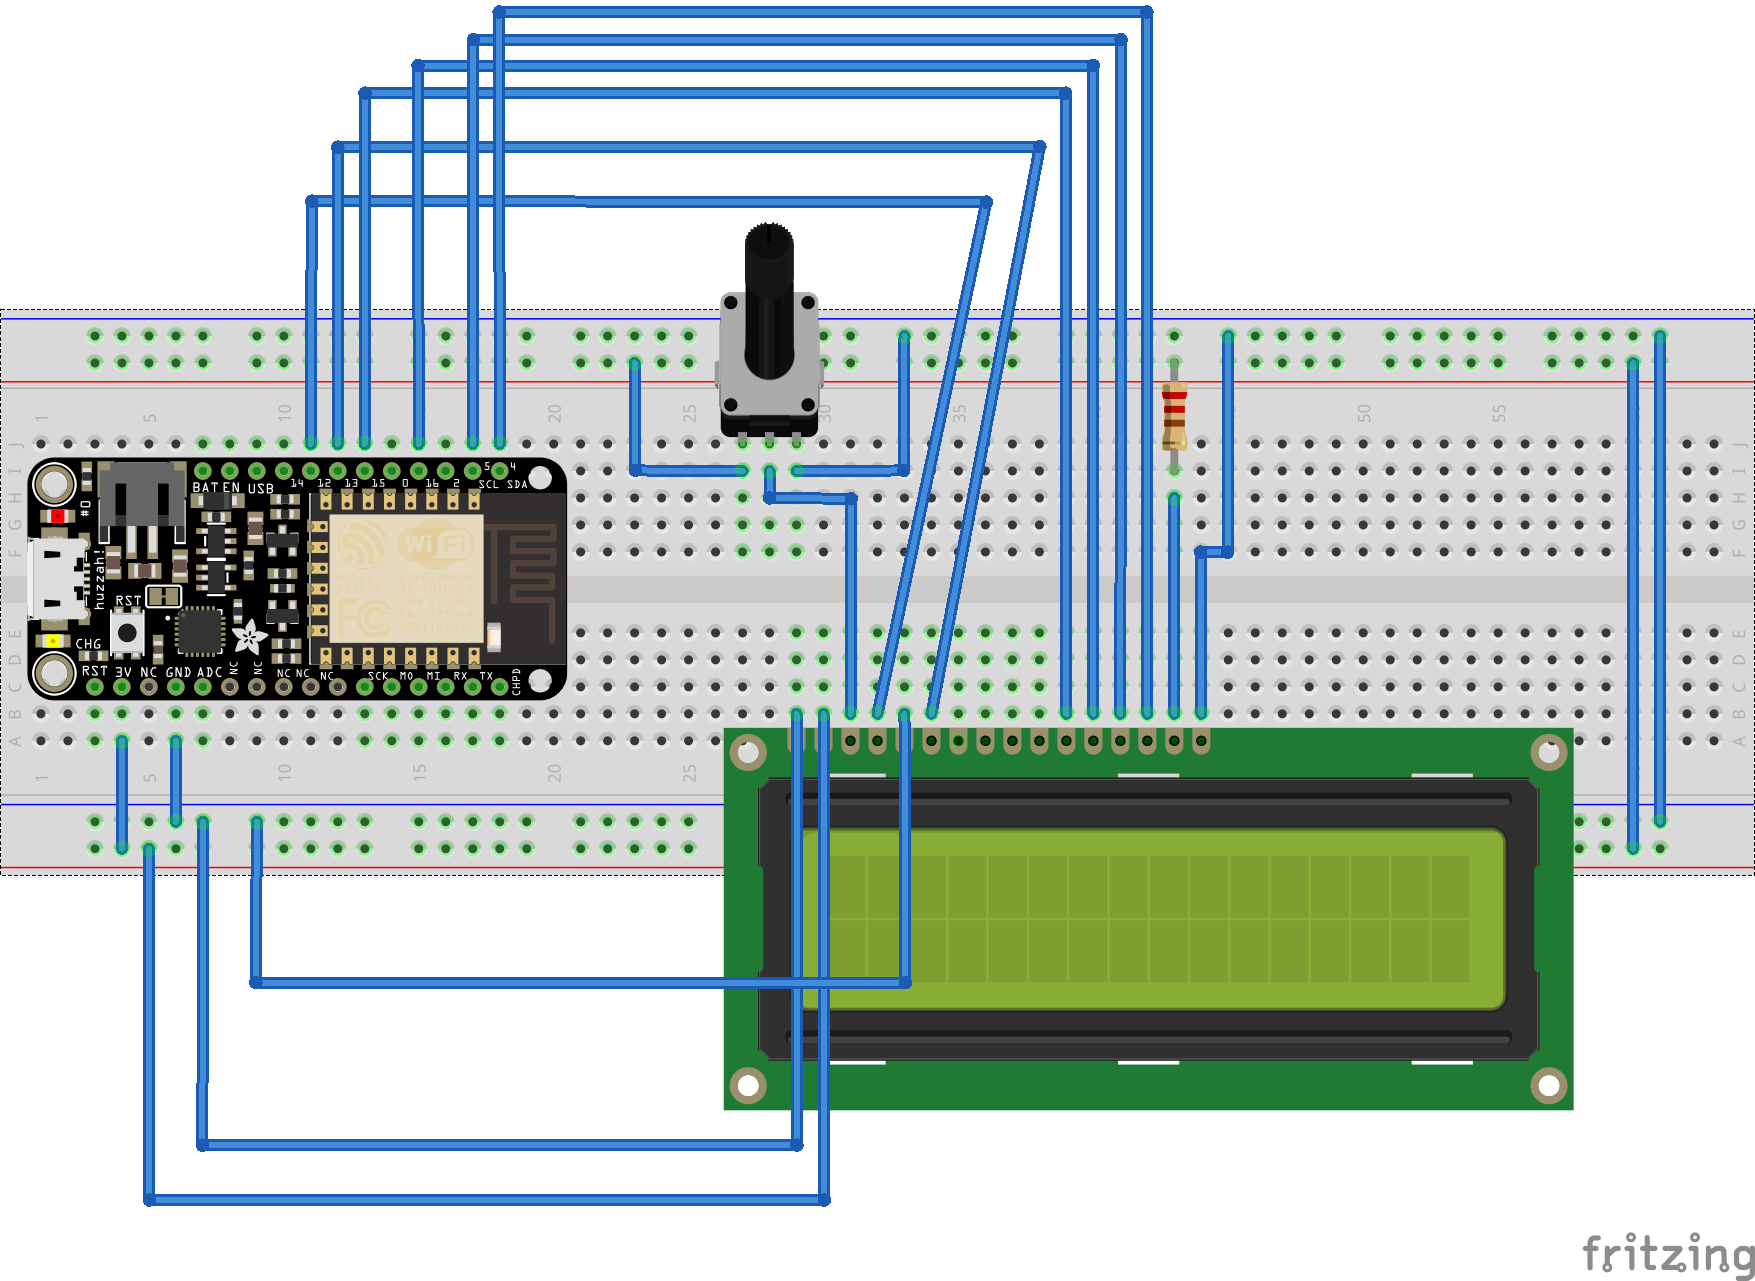 1 5 10 15 20 25 30 35 50 55
J J
I I
H H
G G
F F
BAT EN USB 14 12 13 15 0 16 2 5 4
SCL SDA
#0
huzzah!
WiFi
FC
RST
CHG
E E
D D
C C
B B
A A
RST 3V NC GND ADC NC NC NC NC NC SCK MO MI RX TX CHPD
1 5 10 15 20 25
fritzing